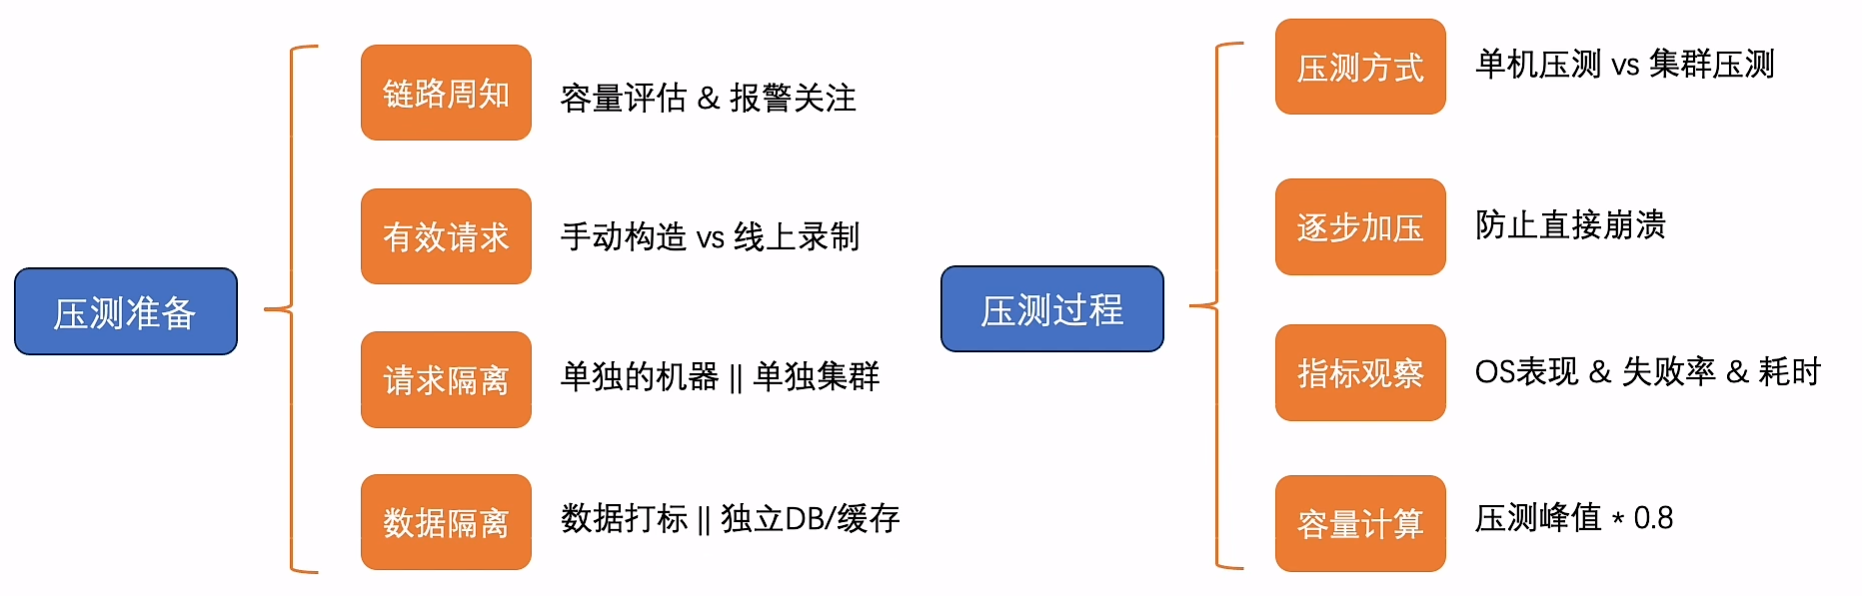 压测准备
链路周知
容量评估 & 报警关注
有效请求
手动构造 vs 线上录制
请求隔离
单独的机器 || 单独集群
数据隔离
数据打标 || 独立DB/缓存
压测过程
压测方式
单机压测 vs 集群压测
逐步加压
防止直接崩溃
指标观察
OS表现 & 失败率 & 耗时
容量计算
压测峰值 * 0.8